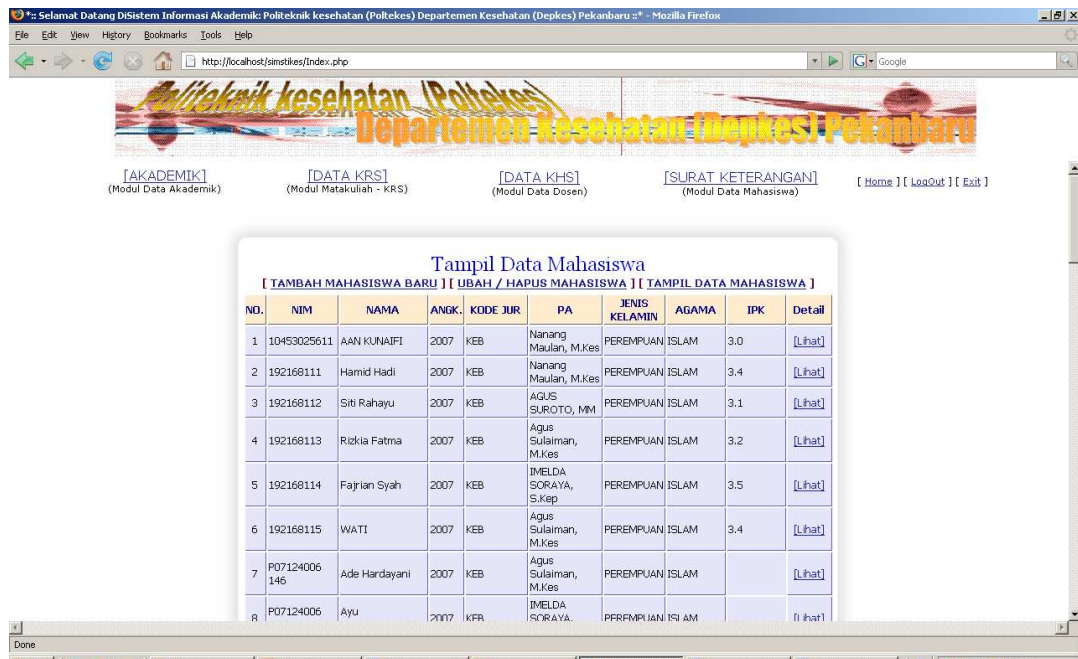 *:: Selamat Datang DiSistem Informasi Akademik: Politeknik kesehatan (Poltekes) Departemen Kesehatan (Depkes) Pekanbaru ::* - Mozilla Firefox
File Edit View History Bookmarks Tools Help
http://localhost/simstikes/Index.php
Google
Politeknik kesehatan (Poltekes)
Departemen Kesehatan (Depkes) Pekanbaru
[AKADEMIK] [DATA KRS] [DATA KHS] [SURAT KETERANGAN] [ Home ] [ LogOut ] [ Exit ]
(Modul Data Akademik) (Modul Matakuliah - KRS) (Modul Data Dosen) (Modul Data Mahasiswa)
Tampil Data Mahasiswa
[ TAMBAH MAHASISWA BARU ] [ UBAH / HAPUS MAHASISWA ] [ TAMPIL DATA MAHASISWA ]
NO. NIM NAMA ANGK. KODE JUR PA JENIS KELAMIN AGAMA IPK Detail
1 10453025611 AAN KUNAIFI 2007 KEB Nanang Maulan, M.Kes PEREMPUAN ISLAM 3.0 [Lihat]
2 192168111 Hamid Hadi 2007 KEB Nanang Maulan, M.Kes PEREMPUAN ISLAM 3.4 [Lihat]
3 192168112 Siti Rahayu 2007 KEB AGUS SUROTO, MM PEREMPUAN ISLAM 3.1 [Lihat]
4 192168113 Rizkia Fatma 2007 KEB Agus Sulaiman, M.Kes PEREMPUAN ISLAM 3.2 [Lihat]
5 192168114 Fajrian Syah 2007 KEB IMELDA SORAYA, S.Kep PEREMPUAN ISLAM 3.5 [Lihat]
6 192168115 WATI 2007 KEB Agus Sulaiman, M.Kes PEREMPUAN ISLAM 3.4 [Lihat]
7 P07124006 146 Ade Hardayani 2007 KEB Agus Sulaiman, M.Kes PEREMPUAN ISLAM [Lihat]
8 P07124006 Ayu 2007 KEB IMELDA SORAYA, PEREMPUAN ISLAM [Lihat]
Done